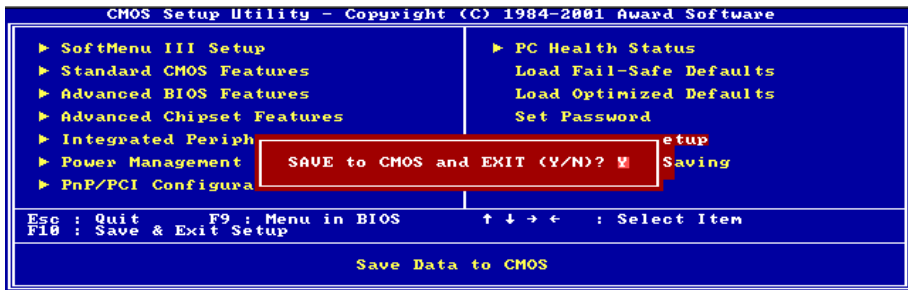 CMOS Setup Utility - Copyright (C) 1984-2001 Award Software
► SoftMenu III Setup
► Standard CMOS Features
► Advanced BIOS Features
► Advanced Chipset Features
► Integrated Periph
► Power Management
► PnP/PCI Configura
► PC Health Status
Load Fail-Safe Defaults
Load Optimized Defaults
Set Password
etup
Saving
SAVE to CMOS and EXIT (Y/N)? Y
Esc : Quit F9 : Menu in BIOS ↑ ↓ → ← : Select Item
F10 : Save & Exit Setup
Save Data to CMOS